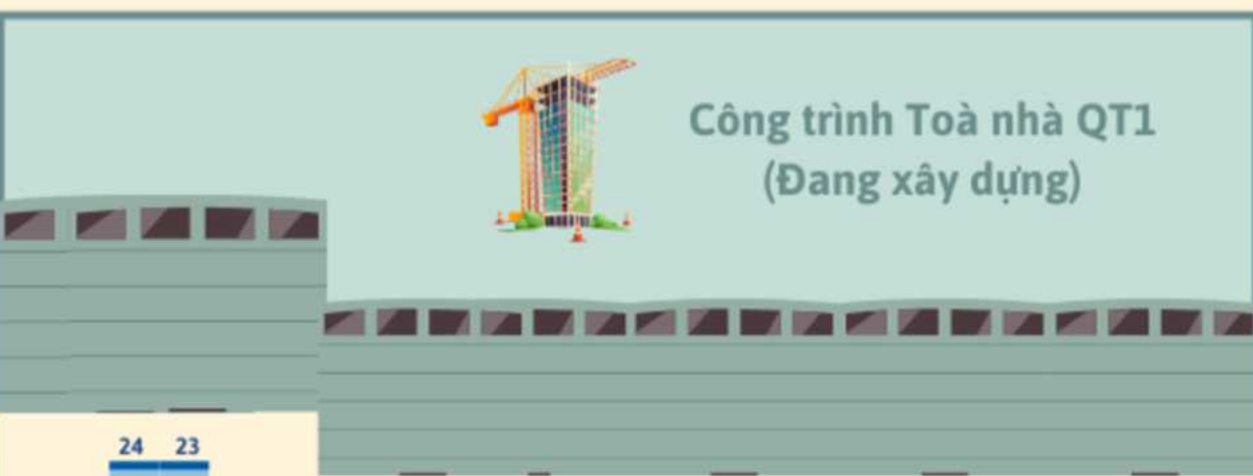 Công trình Toà nhà QT1
(Đang xây dựng)
24 23